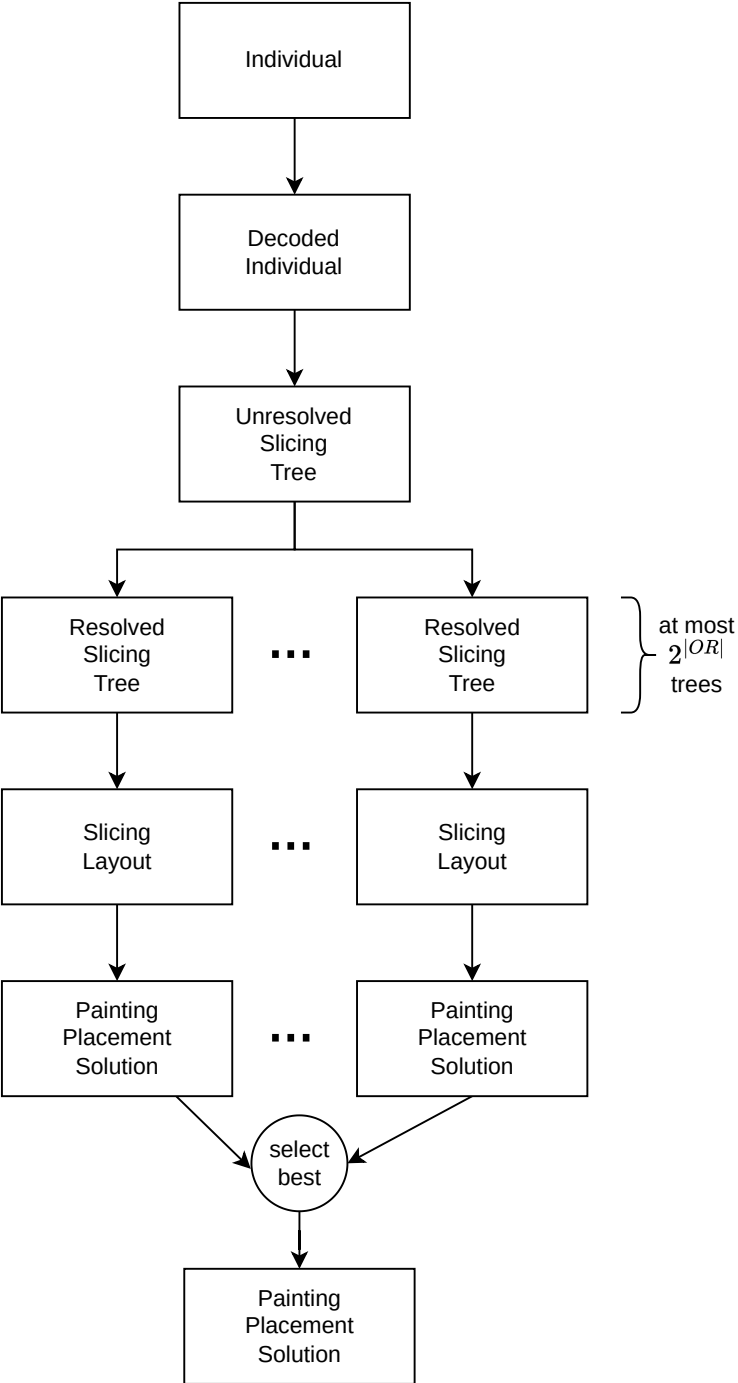 Individual
Decoded
Individual
Unresolved
Slicing
Tree
Resolved
Slicing
Tree
...
Resolved
Slicing
Tree
at most
2^{|OR|}
trees
Slicing
Layout
...
Slicing
Layout
Painting
Placement
Solution
...
Painting
Placement
Solution
select
best
Painting
Placement
Solution